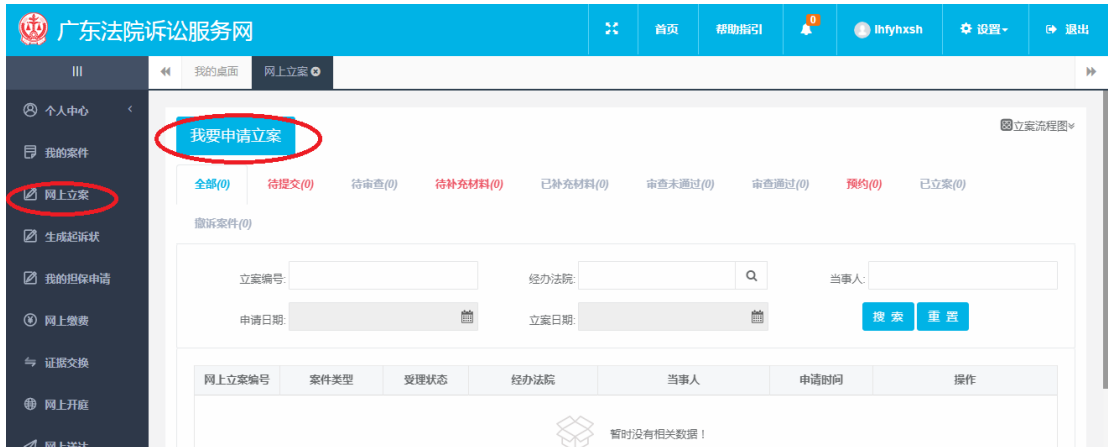 广东法院诉讼服务网
首页
帮助指引
0
lhfyhxsh
设置
退出
我的桌面
网上立案
个人中心
我的案件
网上立案
生成起诉状
我的担保申请
网上缴费
证据交换
网上开庭
网上送达
我要申请立案
立案流程图
全部(0) 待提交(0) 待审查(0) 待补充材料(0) 已补充材料(0) 审查未通过(0) 审查通过(0) 预约(0) 已立案(0)
撤诉案件(0)
立案编号: 经办法院: 当事人:
申请日期: 立案日期: 搜 索 重 置
网上立案编号 案件类型 受理状态 经办法院 当事人 申请时间 操作
暂时没有相关数据！